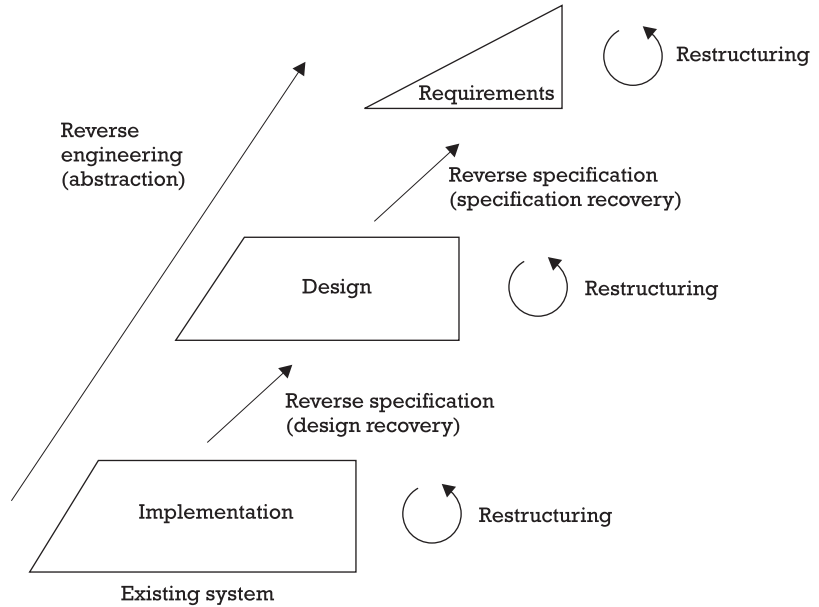 Requirements
Restructuring
Reverse
engineering
(abstraction)
Reverse specification
(specification recovery)
Design
Restructuring
Reverse specification
(design recovery)
Implementation
Restructuring
Existing system